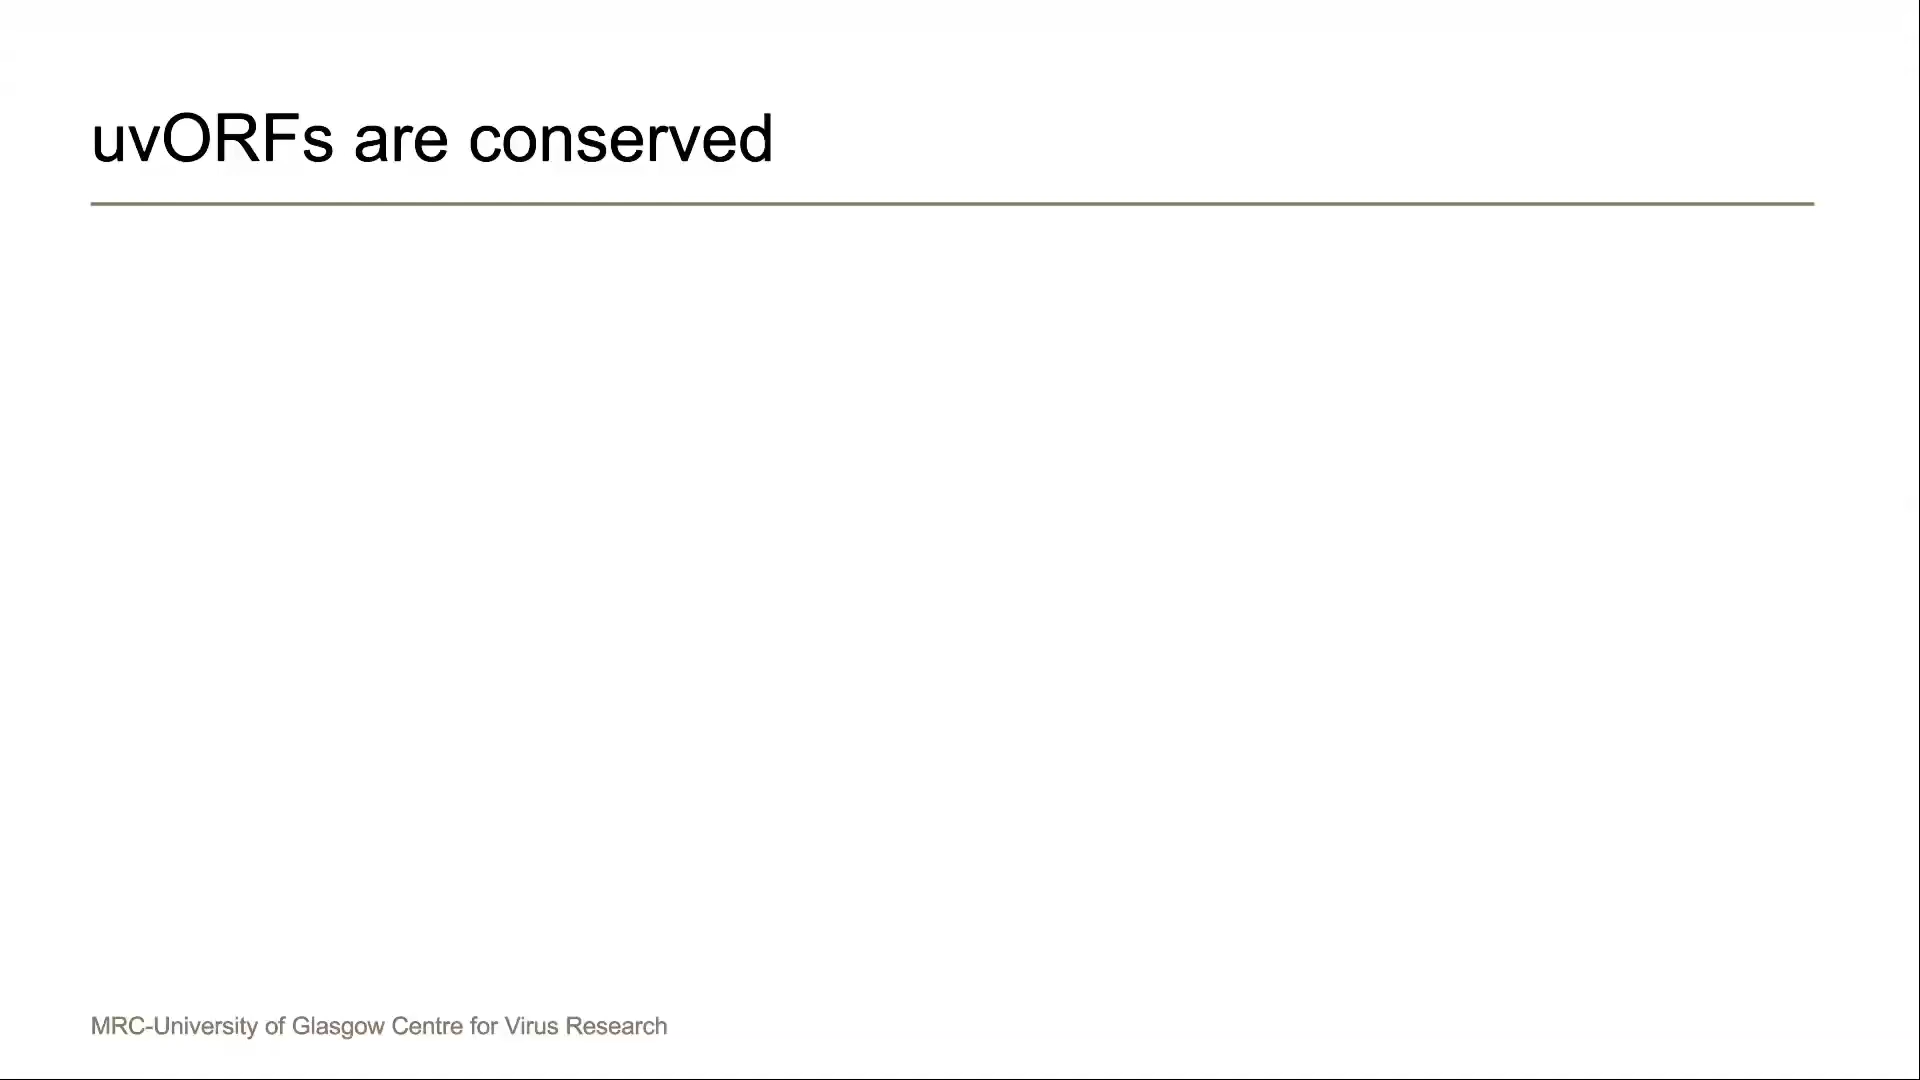 uvORFs are conserved
MRC-University of Glasgow Centre for Virus Research